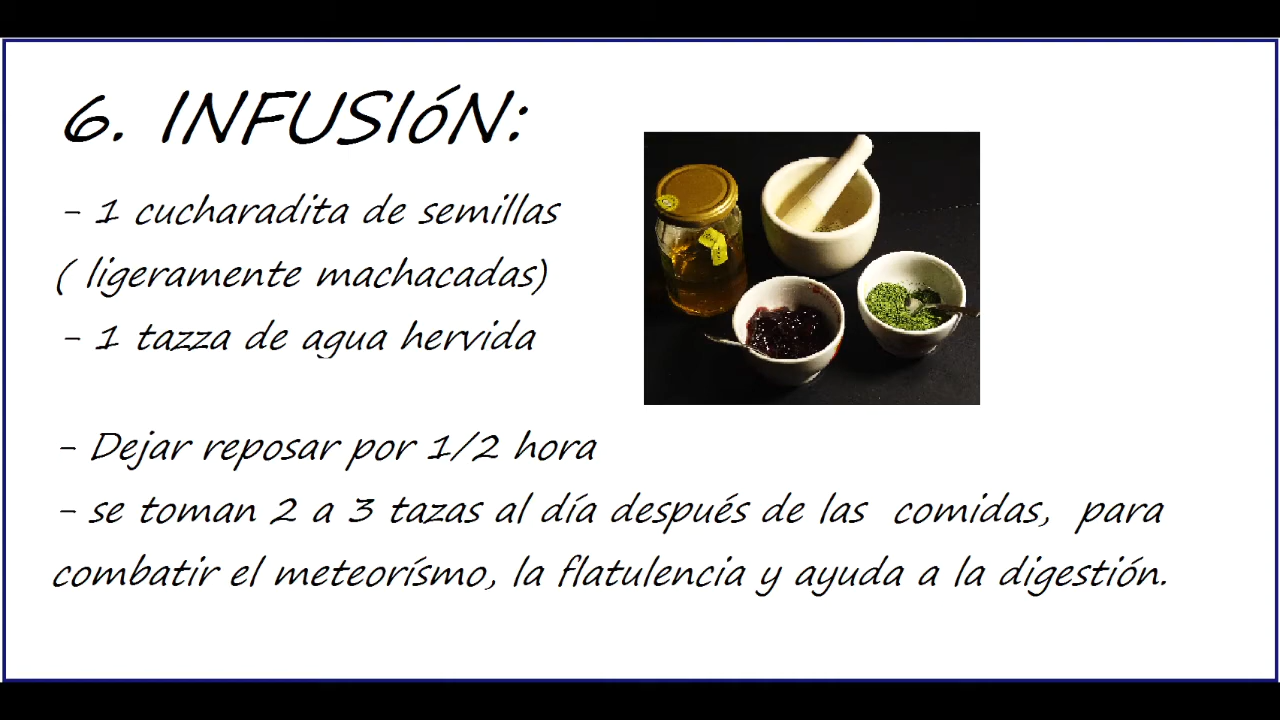 6. INFUSIóN:
- 1 cucharadita de semillas
( ligeramente machacadas)
- 1 tazza de agua hervida
- Dejar reposar por 1/2 hora
- se toman 2 a 3 tazas al día después de las comidas, para
combatir el meteorísmo, la flatulencia y ayuda a la digestión.